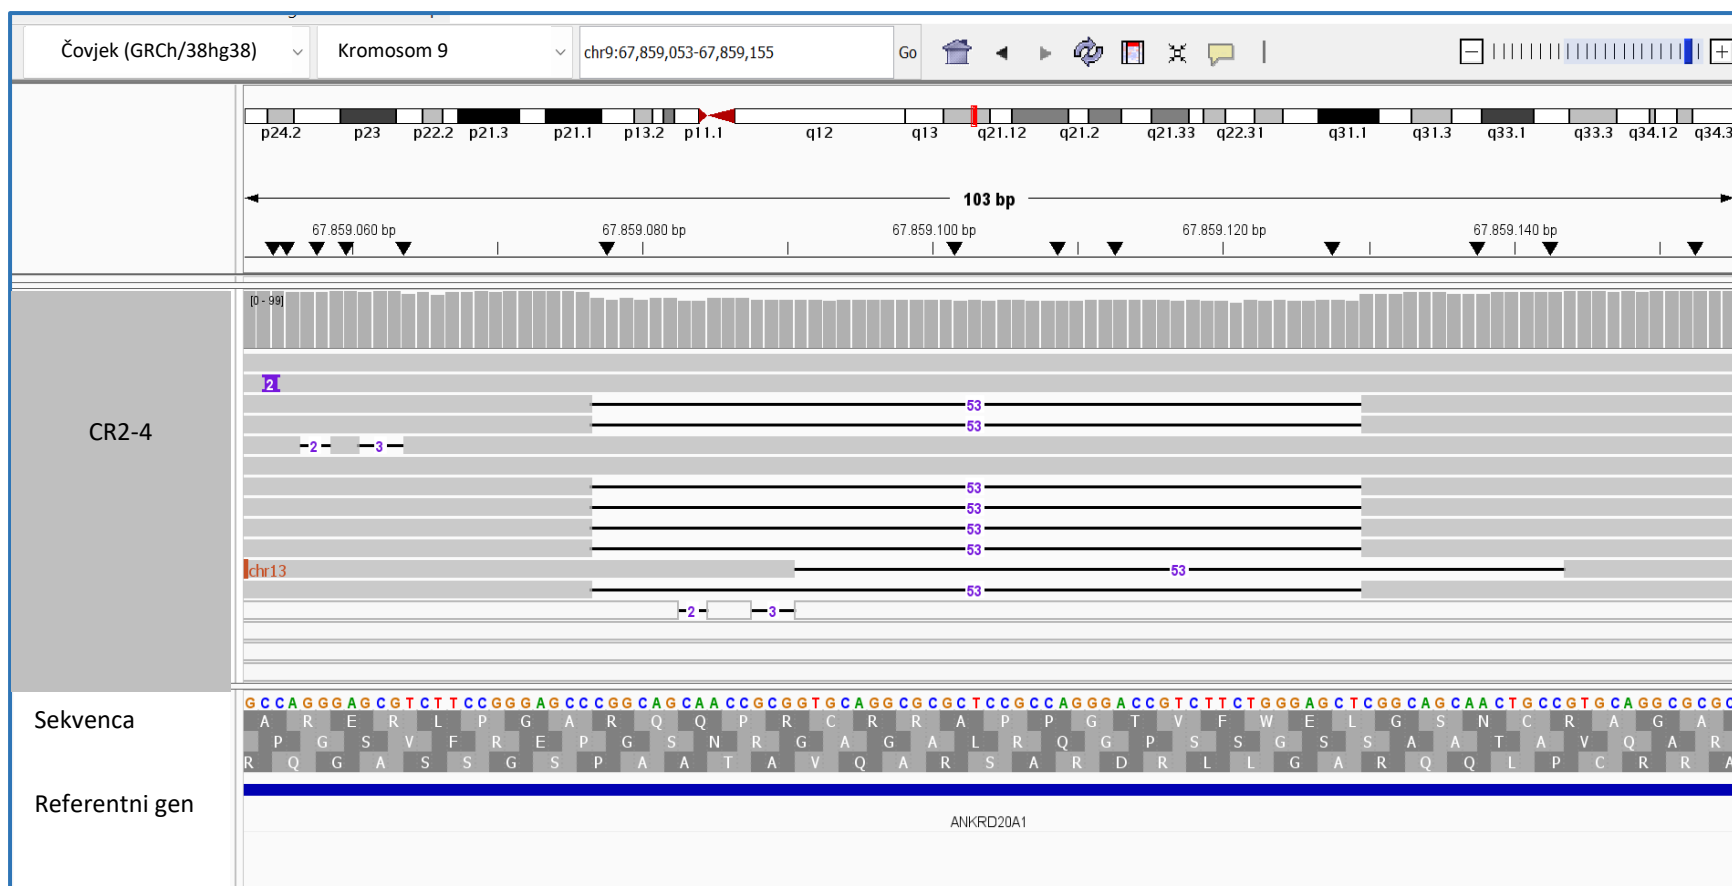 Čovjek (GRCh/38hg38) Kromosom 9 chr9:67,859,053-67,859,155 Go
p24.2 p23 p22.2 p21.3 p21.1 p13.2 p11.1 q12 q13 q21.12 q21.2 q21.33 q22.31 q31.1 q31.3 q33.1 q33.3 q34.12 q34.3
103 bp
67.859.060 bp 67.859.080 bp 67.859.100 bp 67.859.120 bp 67.859.140 bp
[0 - 99]
2
53
CR2-4
53
2 3
53
53
53
53
chr13 53
53
2 3
GCCAGGGAGCGTCTTCCGGGAGCCCGGCAGCAACCGCGGTGCAGGCGCGCTCCGCCAGGGACCGTCTTCTGGGAGCTCGGCAGCAACTGCCGTGCAGGCGCGC
Sekvenca A R E R L P G A R Q Q P R C R R A P P G T V F W E L G S N C R A G A
P G S V F R E P G S N R G A G A L R Q G P S S G S S A A T A V Q A R
R Q G A S S G S P A A T A V Q A R S A R D R L L G A R Q Q L P C R R A
Referentni gen
ANKRD20A1